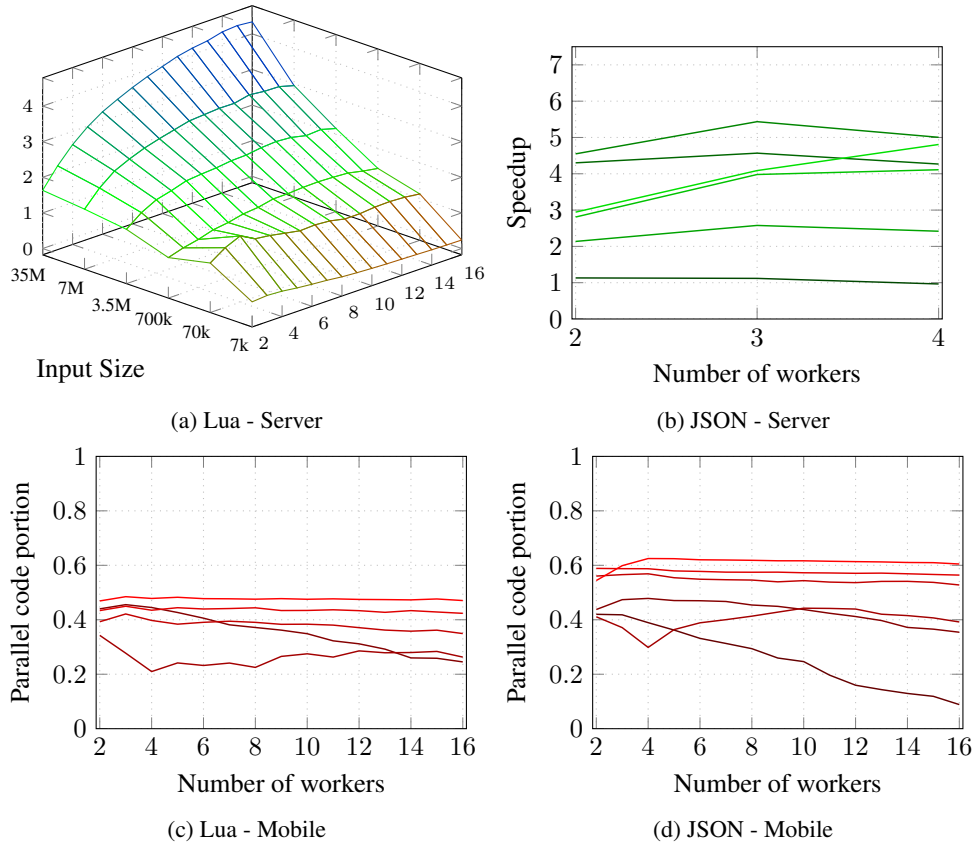 4
3
2
1
0
35M
7M
3.5M
700k
70k
7k
2
4
6
8
10
12
14
16
Input Size
(a) Lua - Server
7
6
5
4
3
2
1
0
Speedup
2 3 4
Number of workers
(b) JSON - Server
1
0.8
0.6
0.4
0.2
0
Parallel code portion
2 4 6 8 10 12 14 16
Number of workers
(c) Lua - Mobile
1
0.8
0.6
0.4
0.2
0
Parallel code portion
2 4 6 8 10 12 14 16
Number of workers
(d) JSON - Mobile